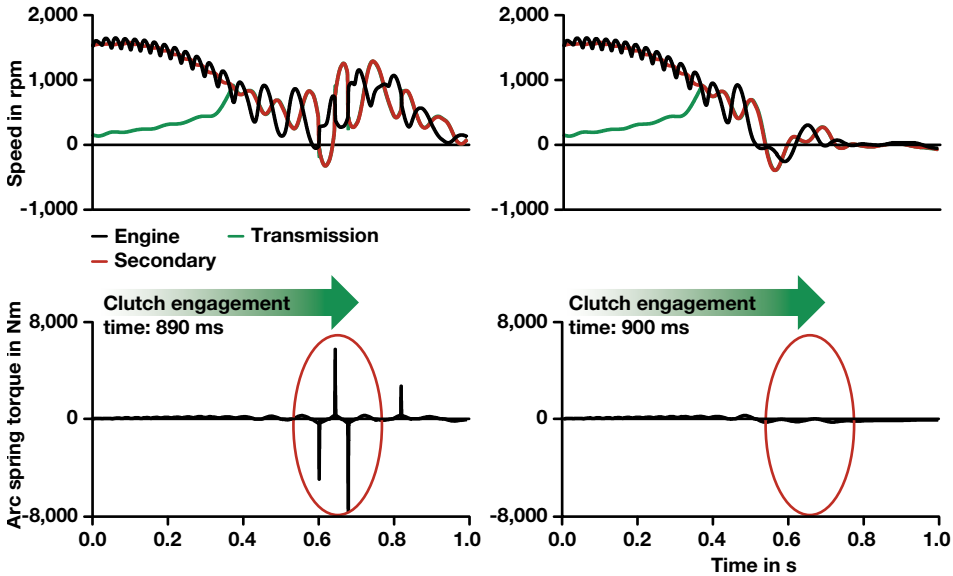 Speed in rpm
2,000
1,000
0
-1,000
2,000
1,000
0
-1,000
Engine
Transmission
Secondary
Arc spring torque in Nm
Clutch engagement
time: 890 ms
8,000
0
-8,000
0.0 0.2 0.4 0.6 0.8 1.0
Clutch engagement
time: 900 ms
8,000
0
-8,000
0.0 0.2 0.4 0.6 0.8 1.0
Time in s